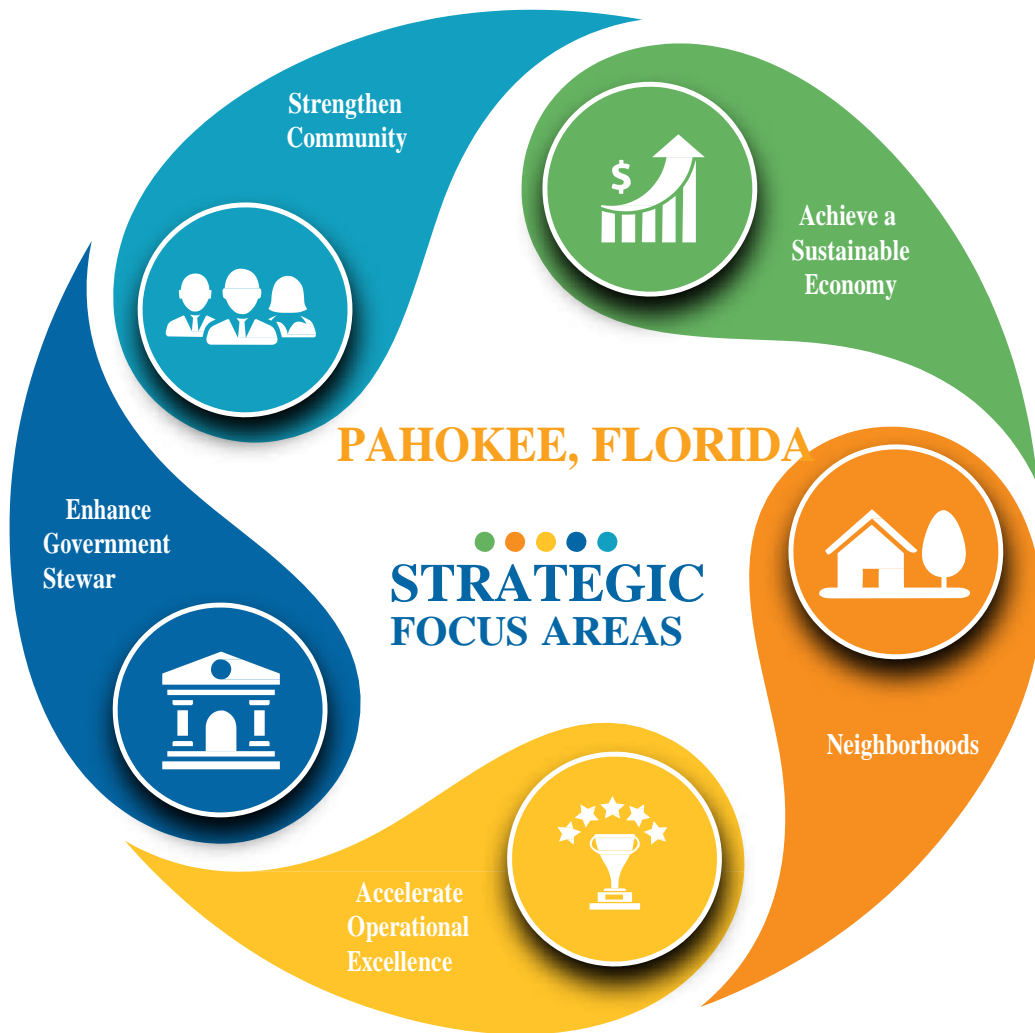 Strengthen
Community
$
Achieve a
Sustainable
Economy
PAHOKEE, FLORIDA
STRATEGIC
FOCUS AREAS
Enhance
Government
Stewar
Neighborhoods
Accelerate
Operational
Excellence